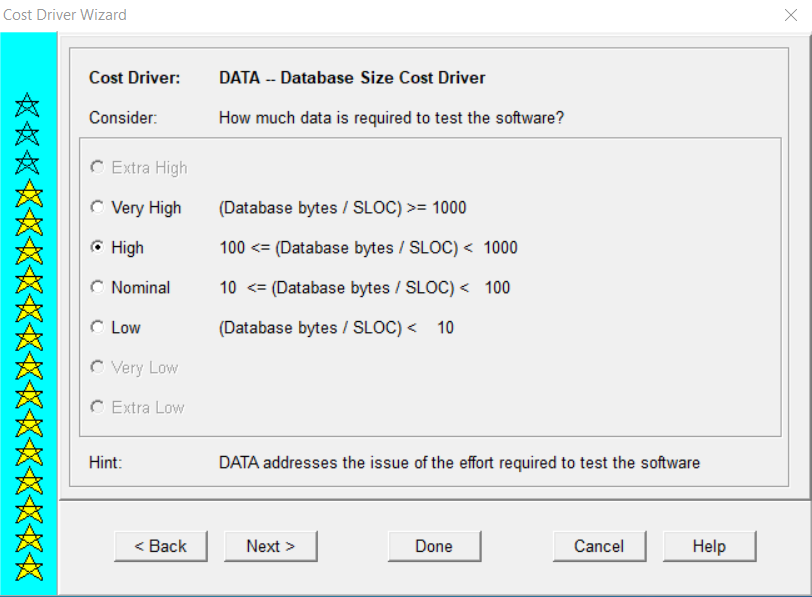 Cost Driver Wizard
Cost Driver: DATA -- Database Size Cost Driver
Consider: How much data is required to test the software?
Extra High
Very High (Database bytes / SLOC) >= 1000
High 100 <= (Database bytes / SLOC) < 1000
Nominal 10 <= (Database bytes / SLOC) < 100
Low (Database bytes / SLOC) < 10
Very Low
Extra Low
Hint: DATA addresses the issue of the effort required to test the software
< Back Next > Done Cancel Help